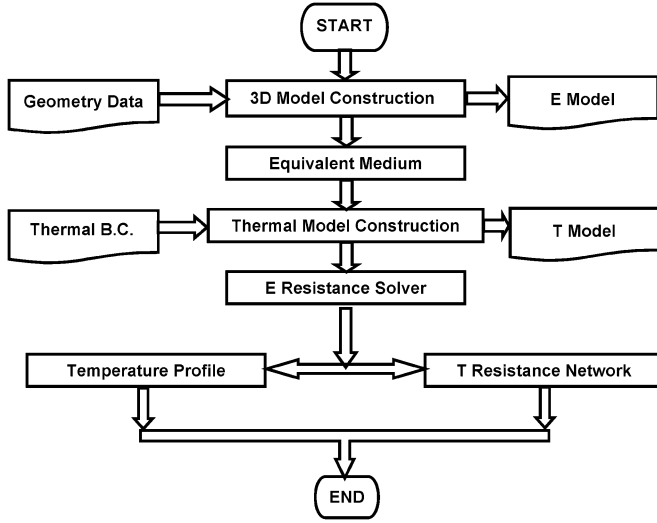 START
Geometry Data
3D Model Construction
E Model
Equivalent Medium
Thermal B.C.
Thermal Model Construction
T Model
E Resistance Solver
Temperature Profile
T Resistance Network
END